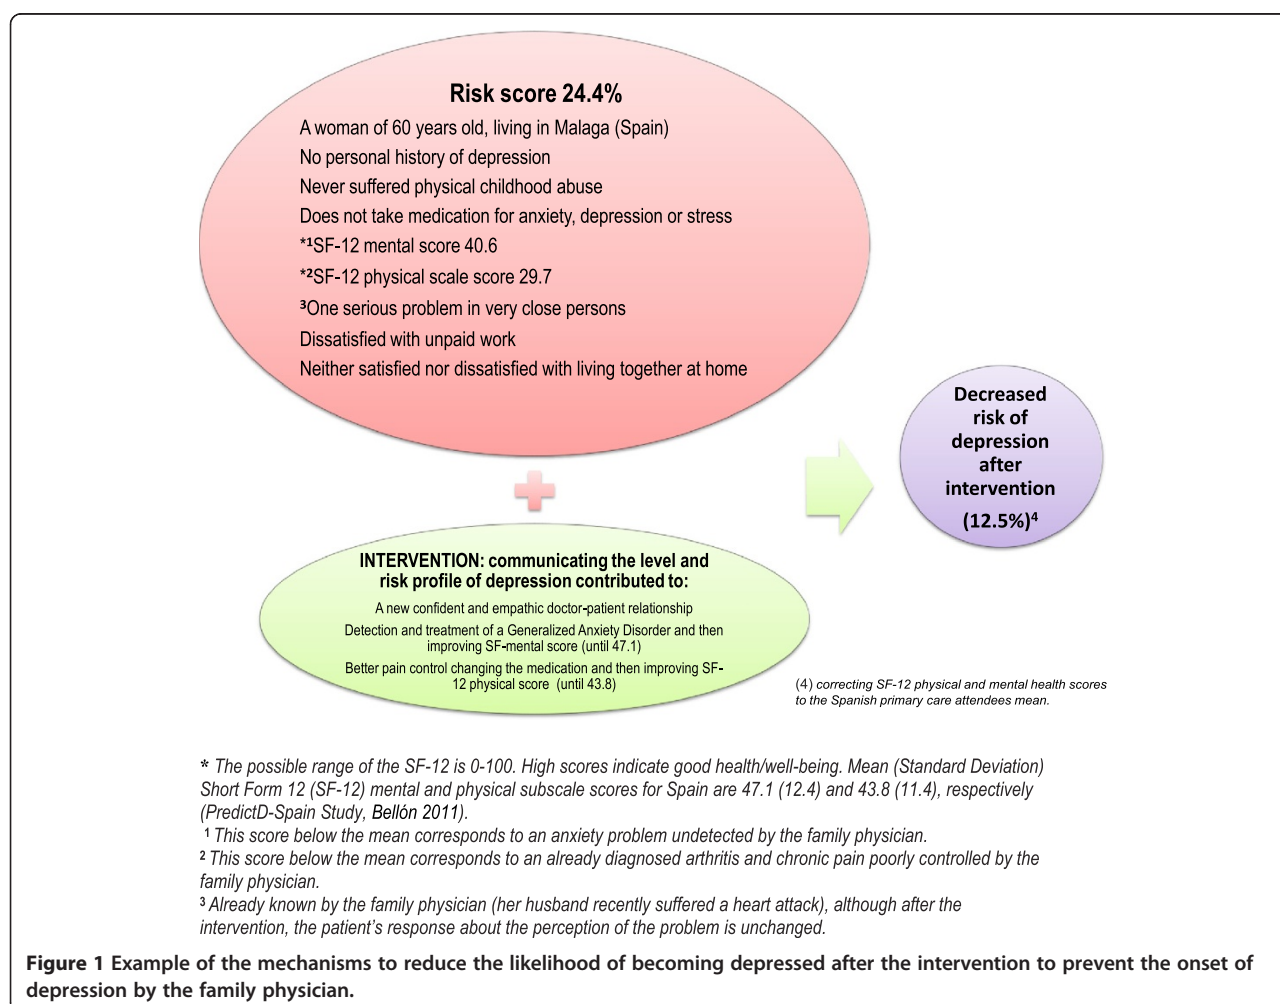 Risk score 24.4%
A woman of 60 years old, living in Malaga (Spain)
No personal history of depression
Never suffered physical childhood abuse
Does not take medication for anxiety, depression or stress
*¹SF-12 mental score 40.6
*²SF-12 physical scale score 29.7
³One serious problem in very close persons
Dissatisfied with unpaid work
Neither satisfied nor dissatisfied with living together at home
Decreased
risk of
depression
after
intervention
(12.5%)⁴
INTERVENTION: communicating the level and
risk profile of depression contributed to:
A new confident and empathic doctor-patient relationship
Detection and treatment of a Generalized Anxiety Disorder and then
improving SF-mental score (until 47.1)
Better pain control changing the medication and then improving SF-
12 physical score (until 43.8)
(4) correcting SF-12 physical and mental health scores
to the Spanish primary care attendees mean.
* The possible range of the SF-12 is 0-100. High scores indicate good health/well-being. Mean (Standard Deviation)
Short Form 12 (SF-12) mental and physical subscale scores for Spain are 47.1 (12.4) and 43.8 (11.4), respectively
(PredictD-Spain Study, Bellón 2011).
¹ This score below the mean corresponds to an anxiety problem undetected by the family physician.
² This score below the mean corresponds to an already diagnosed arthritis and chronic pain poorly controlled by the
family physician.
³ Already known by the family physician (her husband recently suffered a heart attack), although after the
intervention, the patient's response about the perception of the problem is unchanged.
Figure 1 Example of the mechanisms to reduce the likelihood of becoming depressed after the intervention to prevent the onset of
depression by the family physician.